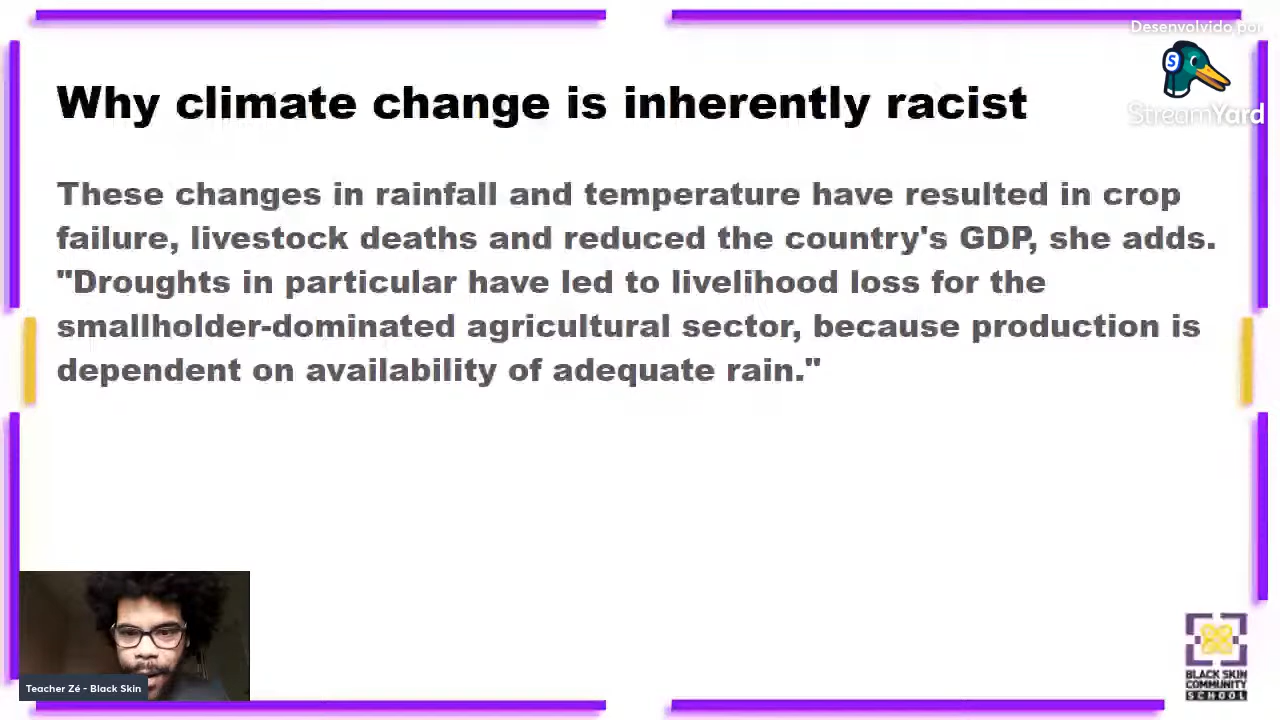 Desenvolvido por
StreamYard
Why climate change is inherently racist
These changes in rainfall and temperature have resulted in crop
failure, livestock deaths and reduced the country's GDP, she adds.
"Droughts in particular have led to livelihood loss for the
smallholder-dominated agricultural sector, because production is
dependent on availability of adequate rain."
Teacher Zé - Black Skin
BLACK SKIN
COMMUNITY
SCHOOL